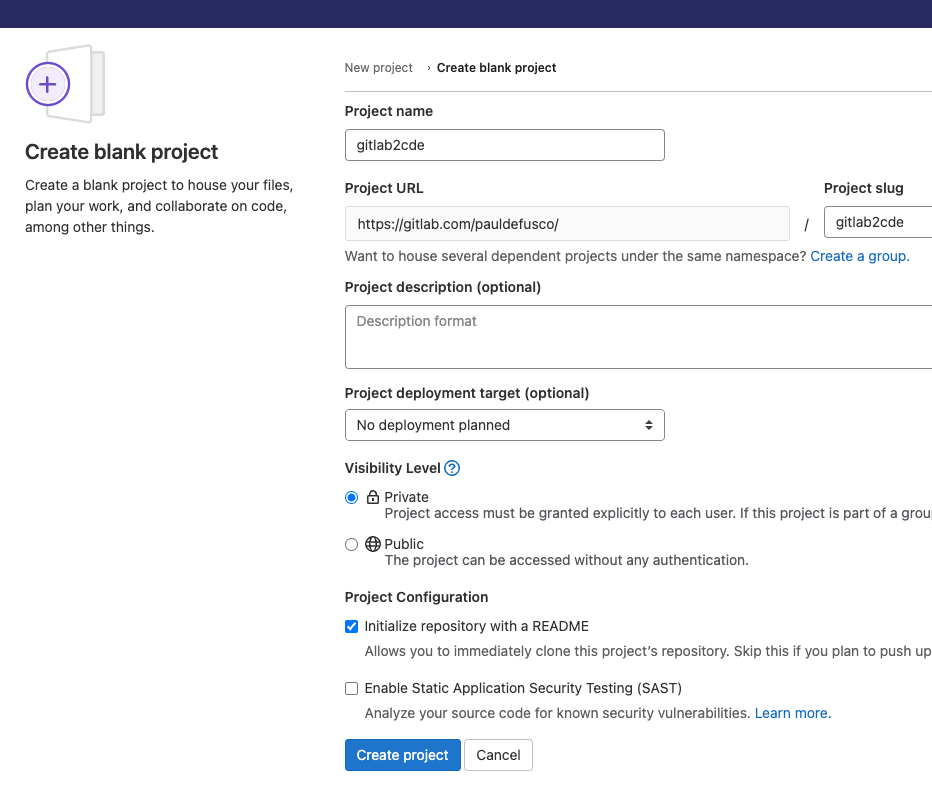 New project › Create blank project
Create blank project
Create a blank project to house your files,
plan your work, and collaborate on code,
among other things.
Project name
gitlab2cde
Project URL
Project slug
https://gitlab.com/pauldefusco/
/
gitlab2cde
Want to house several dependent projects under the same namespace? Create a group.
Project description (optional)
Description format
Project deployment target (optional)
No deployment planned
Visibility Level ?
Private
Project access must be granted explicitly to each user. If this project is part of a grou
Public
The project can be accessed without any authentication.
Project Configuration
Initialize repository with a README
Allows you to immediately clone this project's repository. Skip this if you plan to push up
Enable Static Application Security Testing (SAST)
Analyze your source code for known security vulnerabilities. Learn more.
Create project
Cancel